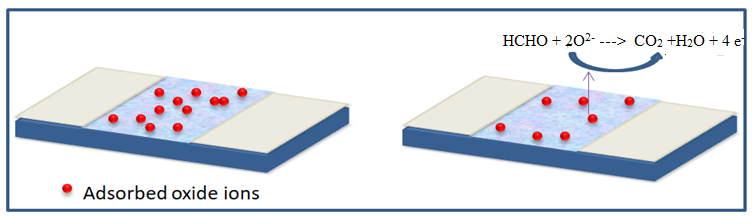 HCHO + 2O²⁻ ---> CO₂ +H₂O + 4 e⁻
Adsorbed oxide ions